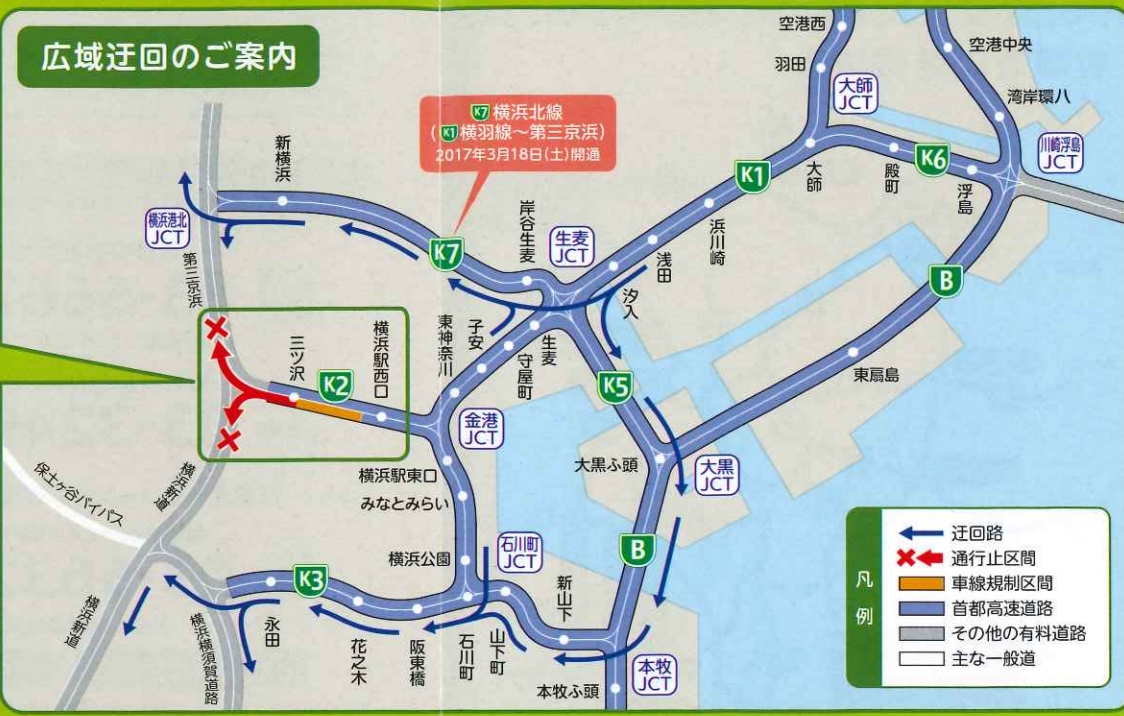 広域迂回のご案内
空港西
羽田
大師
JCT
空港中央
湾岸環八
川崎浮島
JCT
K7 横浜北線
(K1 横羽線～第三京浜)
2017年3月18日(土)開通
新横浜
横浜港北
JCT
第三京浜
K7
岸谷生麦
生麦
JCT
K1
大師
殿町
K6
浮島
浜川崎
浅田
汐入
B
東扇島
子安
東神奈川
守屋町
生麦
K5
三ツ沢
K2
横浜駅西口
金港
JCT
大黒ふ頭
大黒
JCT
横浜駅東口
みなとみらい
保土ヶ谷バイパス
横浜新道
横浜公園
石川町
JCT
B
K3
新山下
永田
花之木
阪東橋
石川町
山下町
横浜新道
横浜横須賀道路
本牧ふ頭
本牧
JCT
凡例
迂回路
通行止区間
車線規制区間
首都高速道路
その他の有料道路
主な一般道